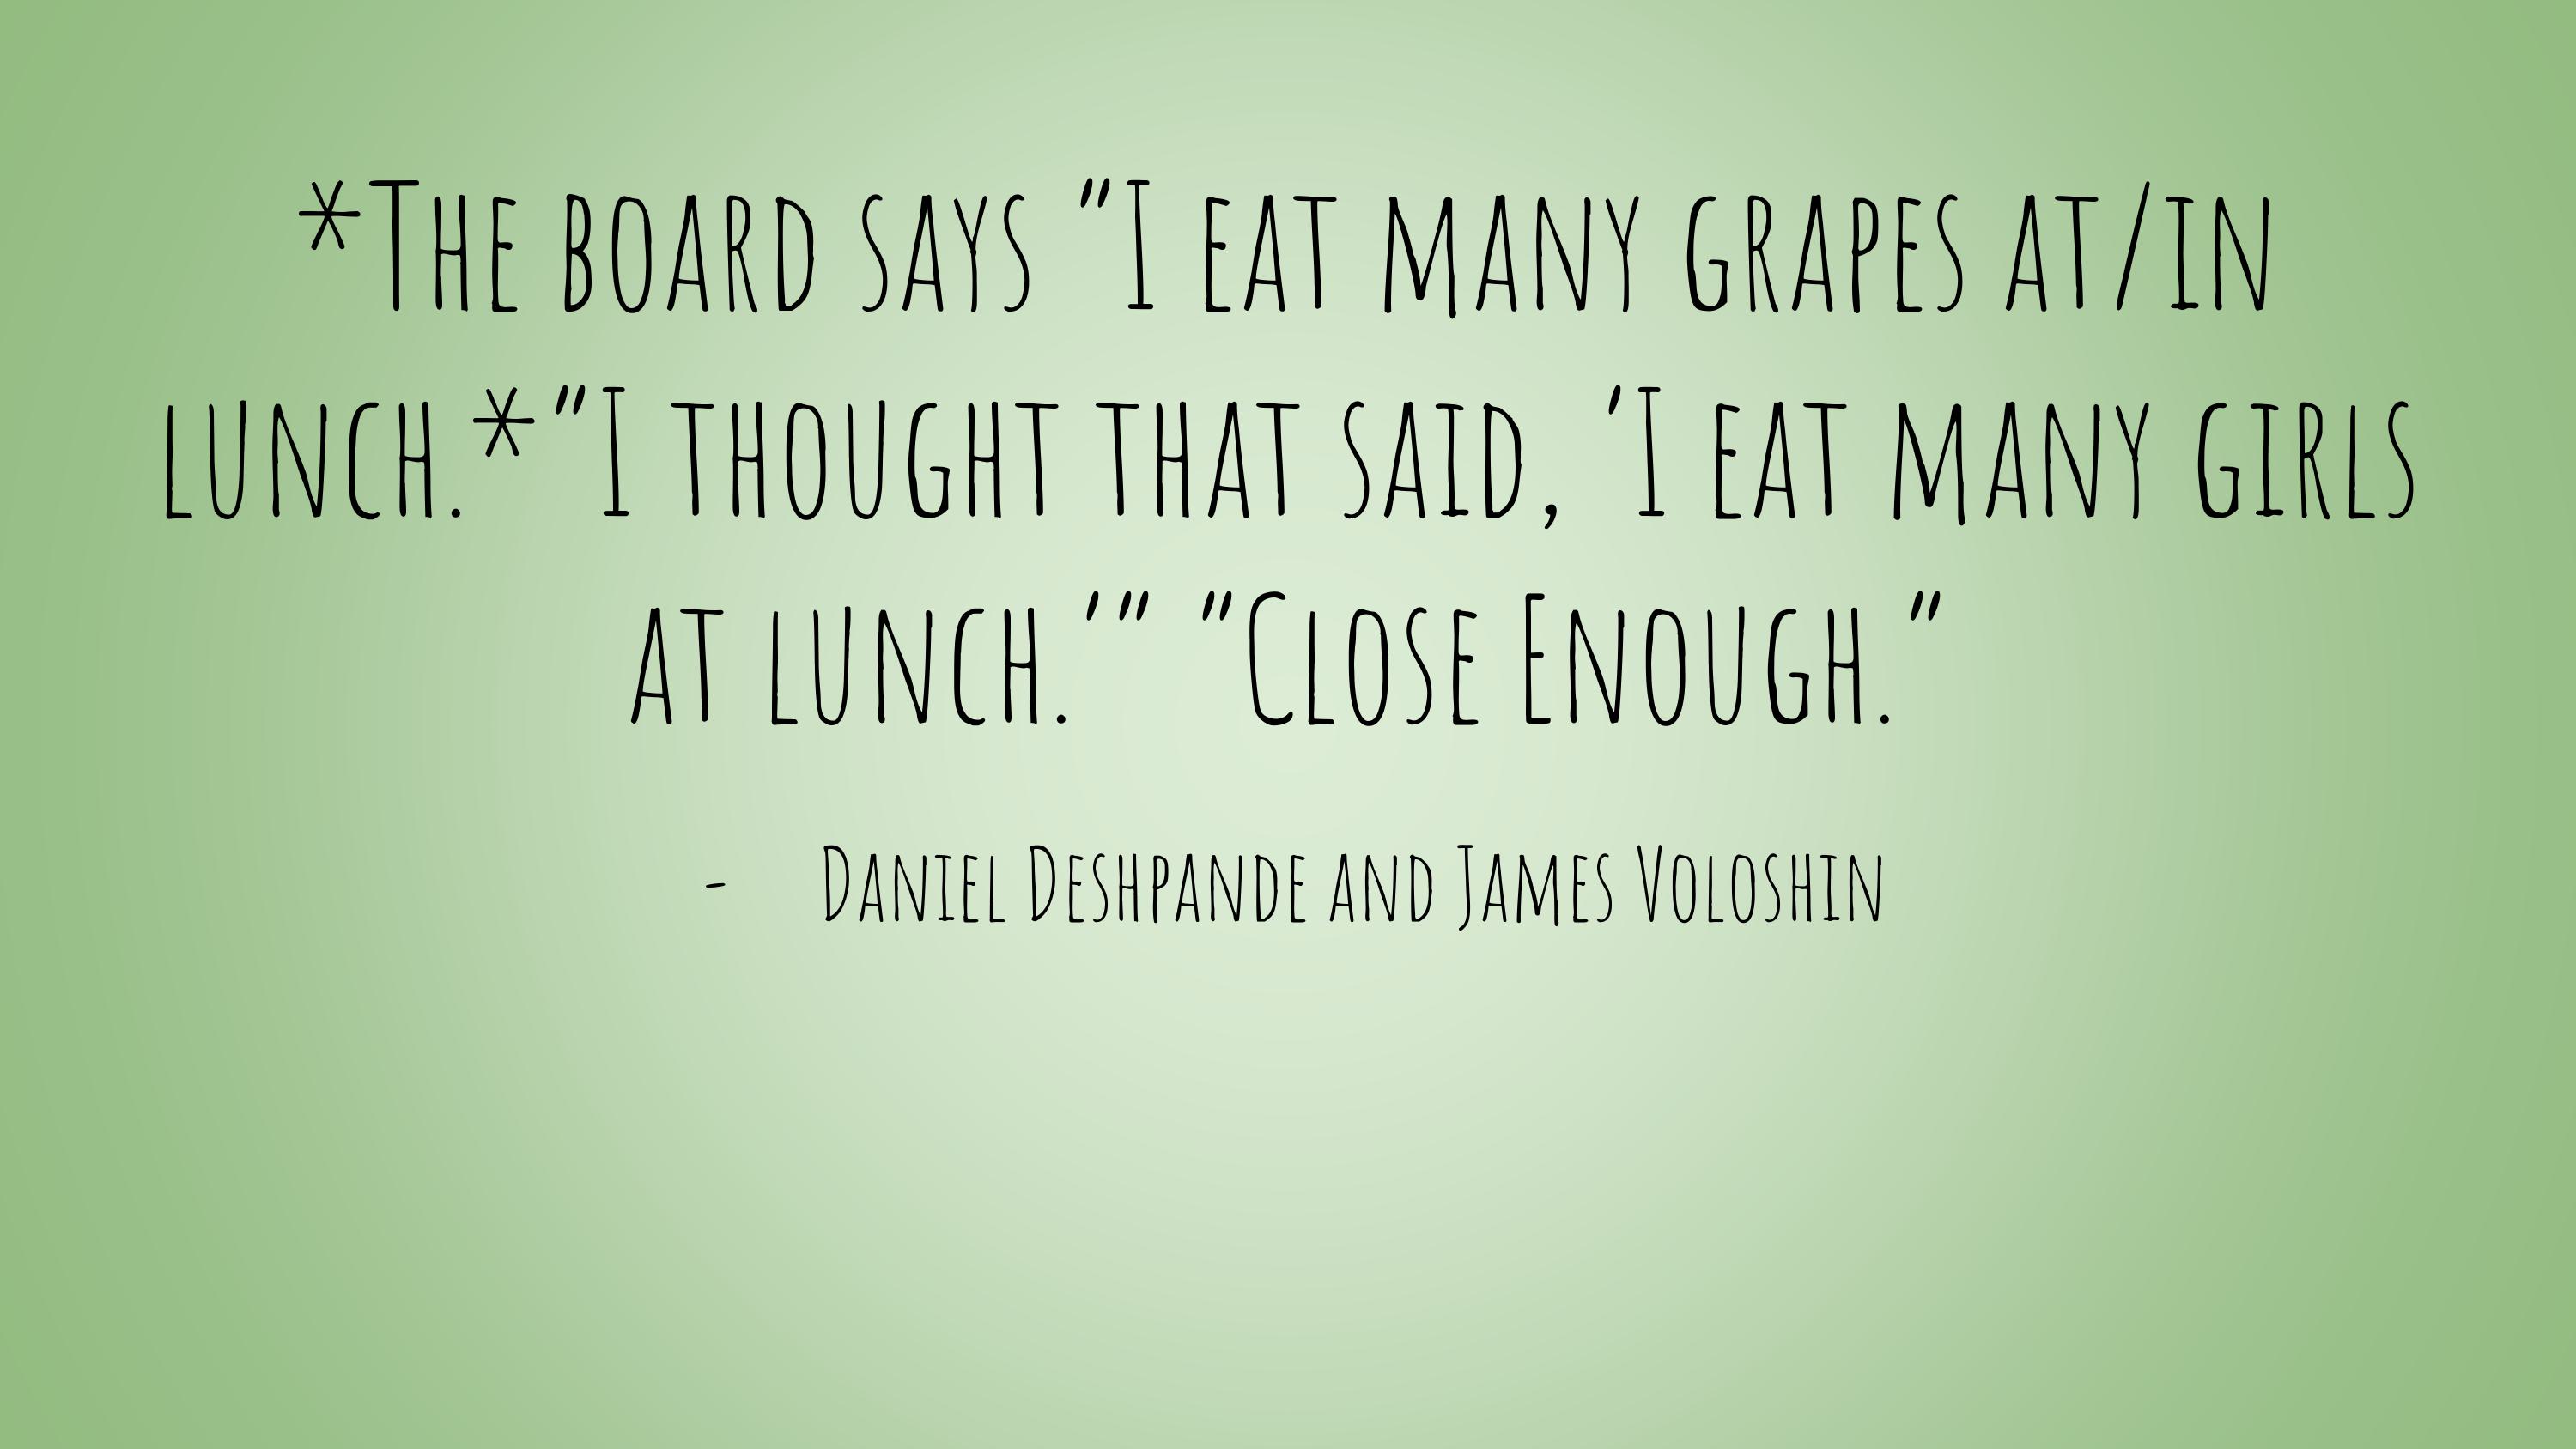 *The board says "I eat many grapes at/in
lunch.*"I thought that said, 'I eat many girls
at lunch.'" "Close Enough."
- Daniel Deshpande and James Voloshin